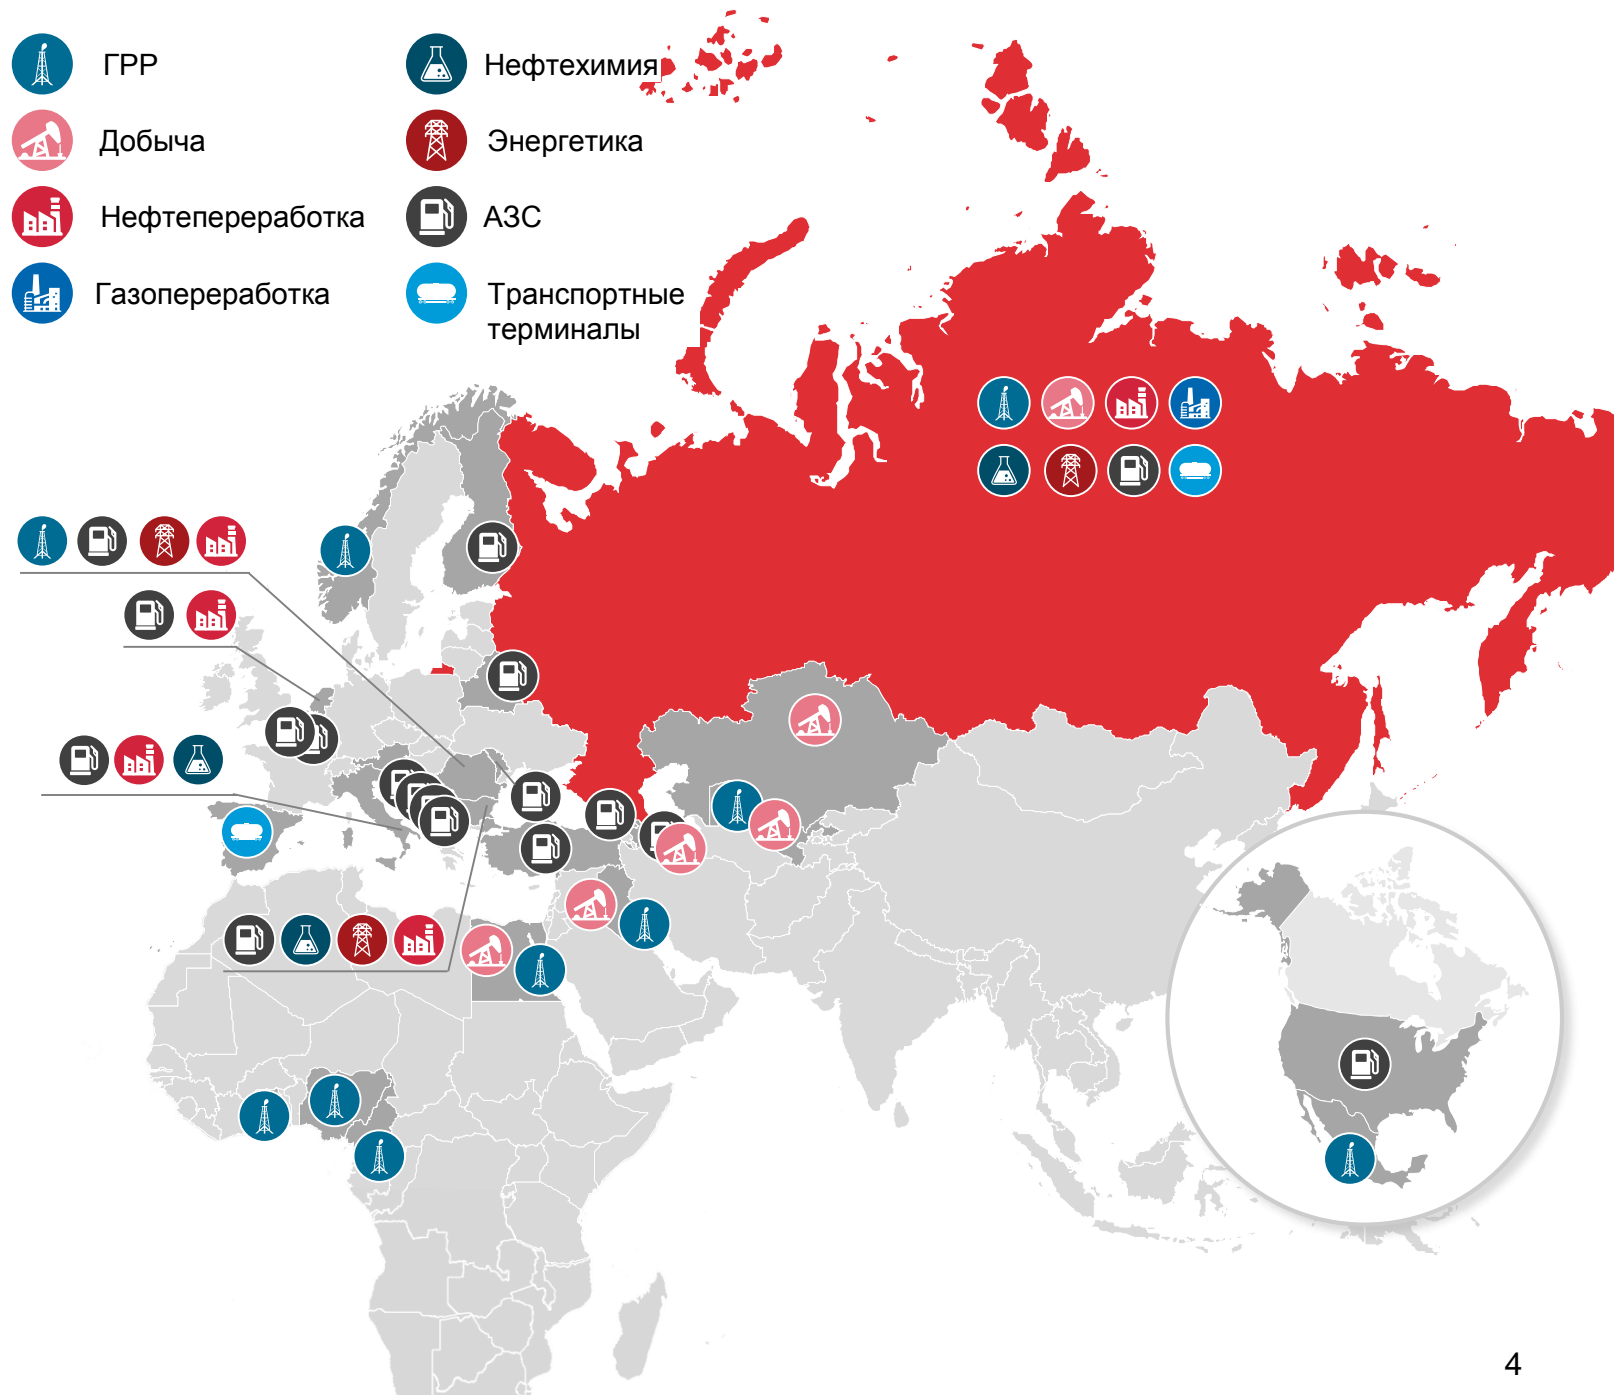 ГРР
Добыча
Нефтепереработка
Газопереработка
Нефтехимия
Энергетика
АЗС
Транспортные
терминалы
4